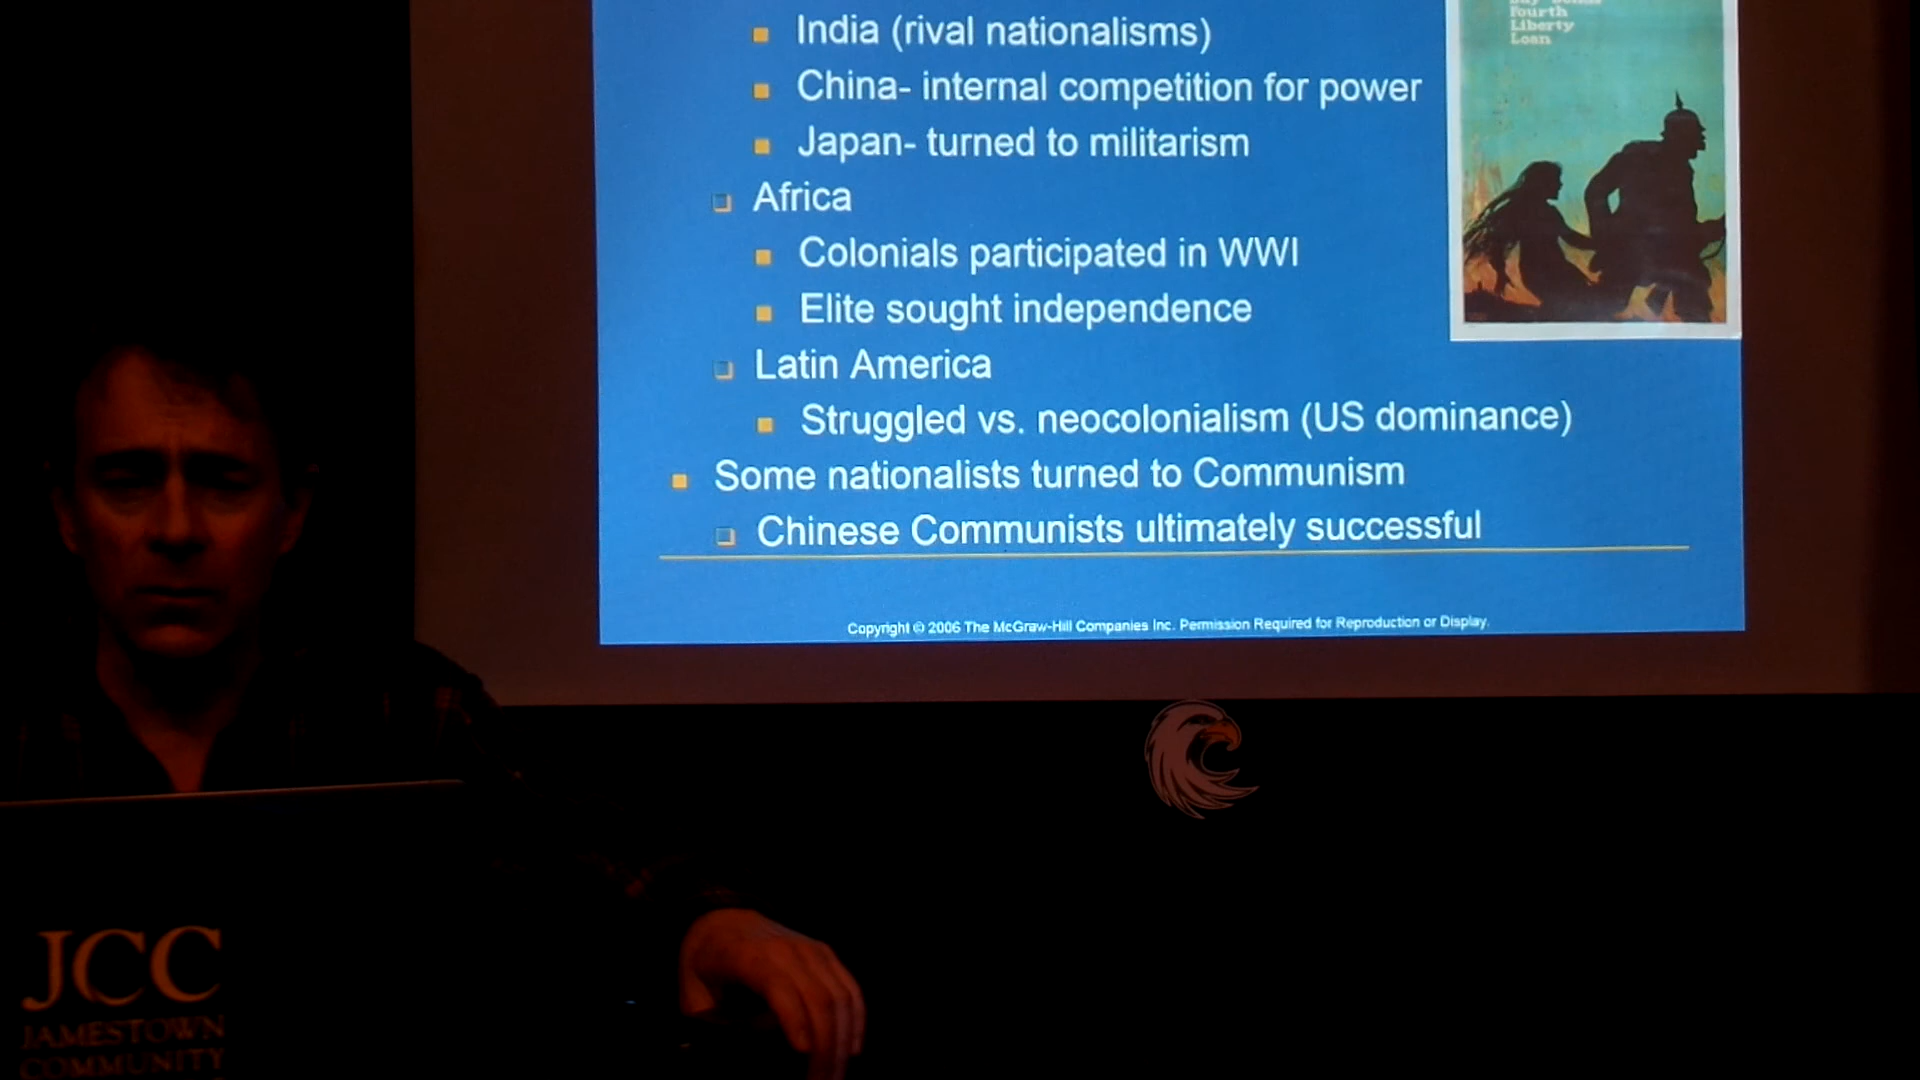 India (rival nationalisms)
China- internal competition for power
Japan- turned to militarism
Africa
Colonials participated in WWI
Elite sought independence
Latin America
Struggled vs. neocolonialism (US dominance)
Some nationalists turned to Communism
Chinese Communists ultimately successful
Copyright © 2006 The McGraw-Hill Companies Inc. Permission Required for Reproduction or Display.
Fourth
Liberty
Loan
JCC
JAMESTOWN
COMMUNITY